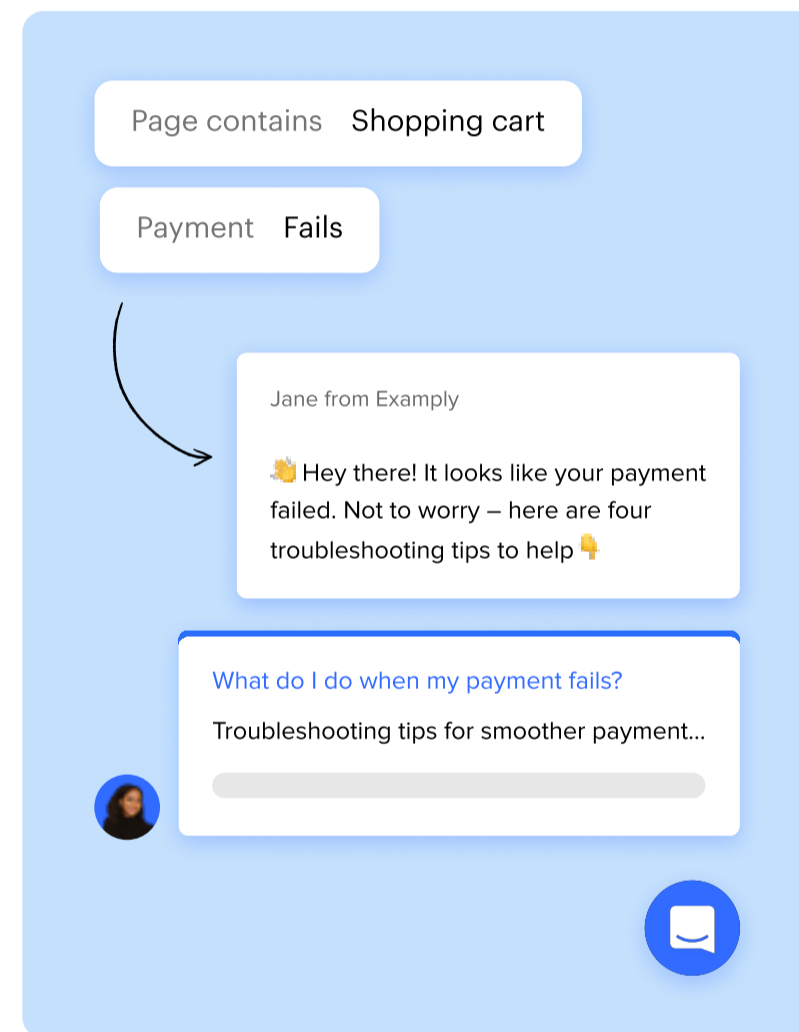 Page contains Shopping cart
Payment Fails
Jane from Examply
👋 Hey there! It looks like your payment
failed. Not to worry – here are four
troubleshooting tips to help 👇
What do I do when my payment fails?
Troubleshooting tips for smoother payment...